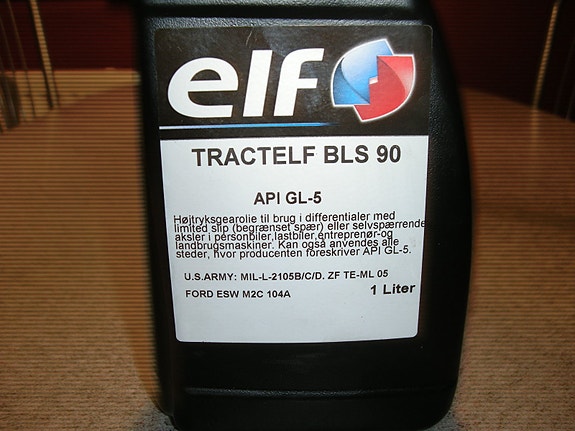 elf
TRACTELF BLS 90
API GL-5
Højtryksgearolie til brug i differentialer med
limited slip (begrænset spær) eller selvspærrende
aksler i personbiler,lastbiler,entreprenør-og
landbrugsmaskiner. Kan også anvendes alle
steder, hvor producenten foreskriver API GL-5.
U.S.ARMY: MIL-L-2105B/C/D. ZF TE-ML 05
FORD ESW M2C 104A
1 Liter